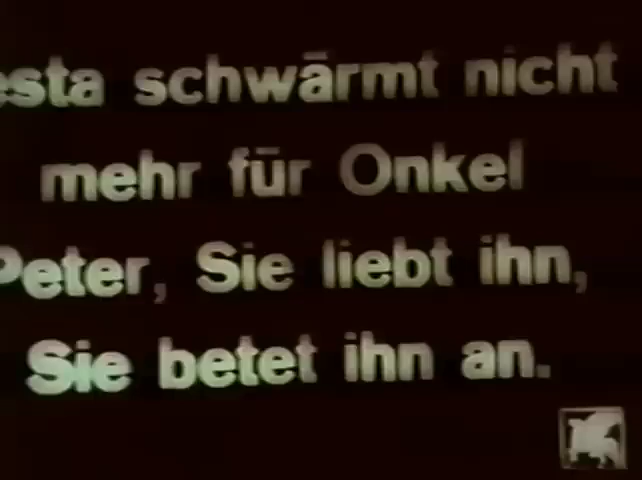 esta schwärmt nicht
mehr für Onkel
Peter, Sie liebt ihn,
Sie betet ihn an.